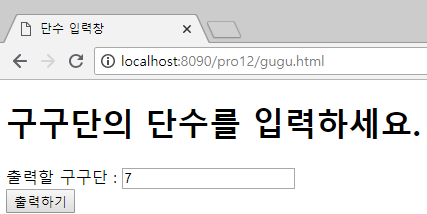 단수 입력창
localhost:8090/pro12/gugu.html
구구단의 단수를 입력하세요.
출력할 구구단 : 7
출력하기